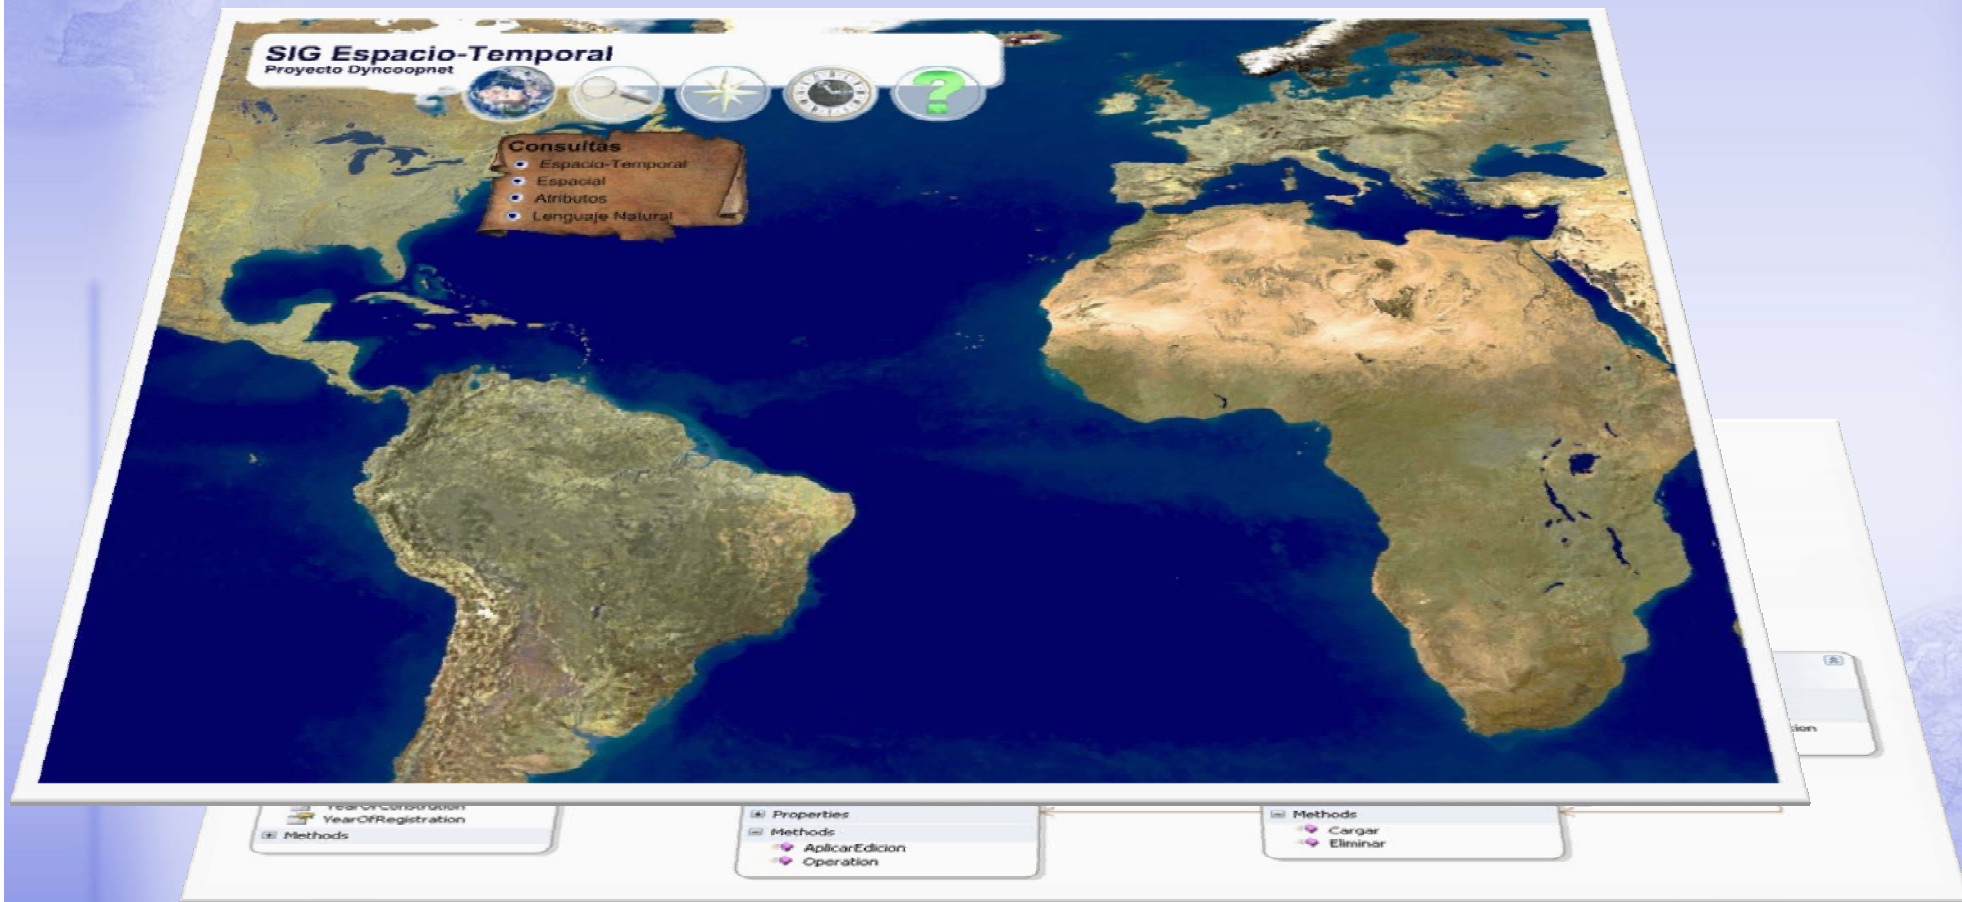 SIG Espacio-Temporal
Proyecto Dyncoopnet
Consultas
Espacio-Temporal
Espacial
Atributos
Lenguaje Natural
YearOfConstrution
YearOfRegistration
Methods
Properties
Methods
AplicarEdicion
Operation
Methods
Cargar
Eliminar